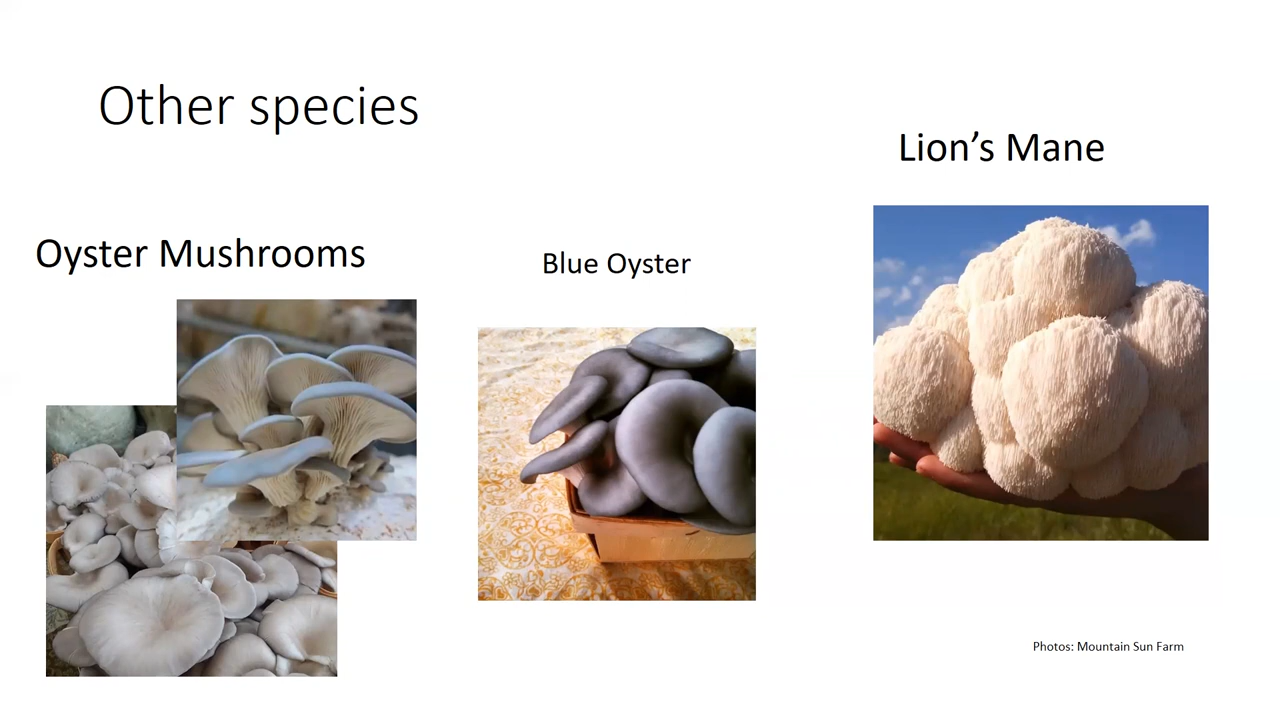 Other species
Lion’s Mane
Oyster Mushrooms
Blue Oyster
Photos: Mountain Sun Farm